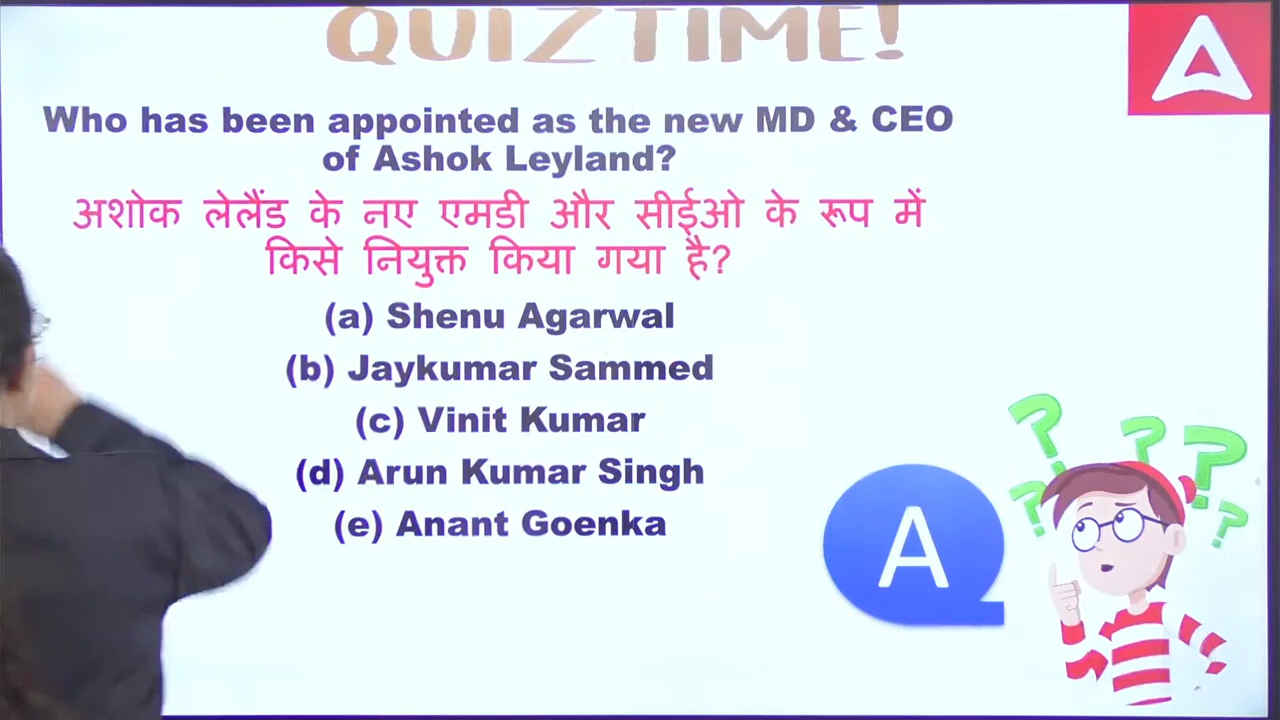 QUIZTIME!
Who has been appointed as the new MD & CEO
of Ashok Leyland?
अशोक लेलैंड के नए एमडी और सीईओ के रूप में
किसे नियुक्त किया गया है?
(a) Shenu Agarwal
(b) Jaykumar Sammed
(c) Vinit Kumar
(d) Arun Kumar Singh
(e) Anant Goenka
A